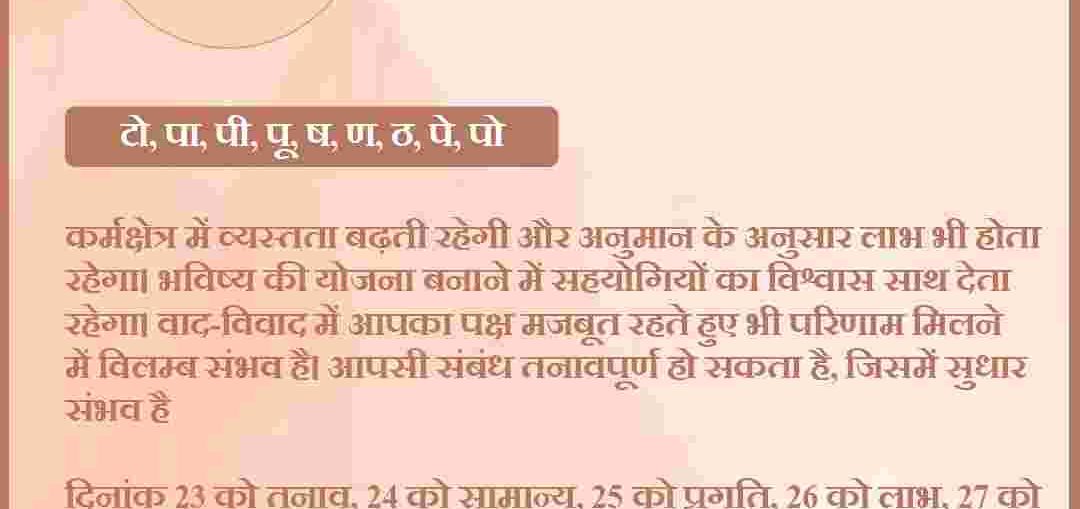 टो, पा, पी, पू, ष, ण, ठ, पे, पो
कर्मक्षेत्र में व्यस्तता बढ़ती रहेगी और अनुमान के अनुसार लाभ भी होता
रहेगा। भविष्य की योजना बनाने में सहयोगियों का विश्वास साथ देता
रहेगा। वाद-विवाद में आपका पक्ष मजबूत रहते हुए भी परिणाम मिलने
में विलम्ब संभव है। आपसी संबंध तनावपूर्ण हो सकता है, जिसमें सुधार
संभव है
दिनांक 23 को तनाव, 24 को सामान्य, 25 को प्रगति, 26 को लाभ, 27 को